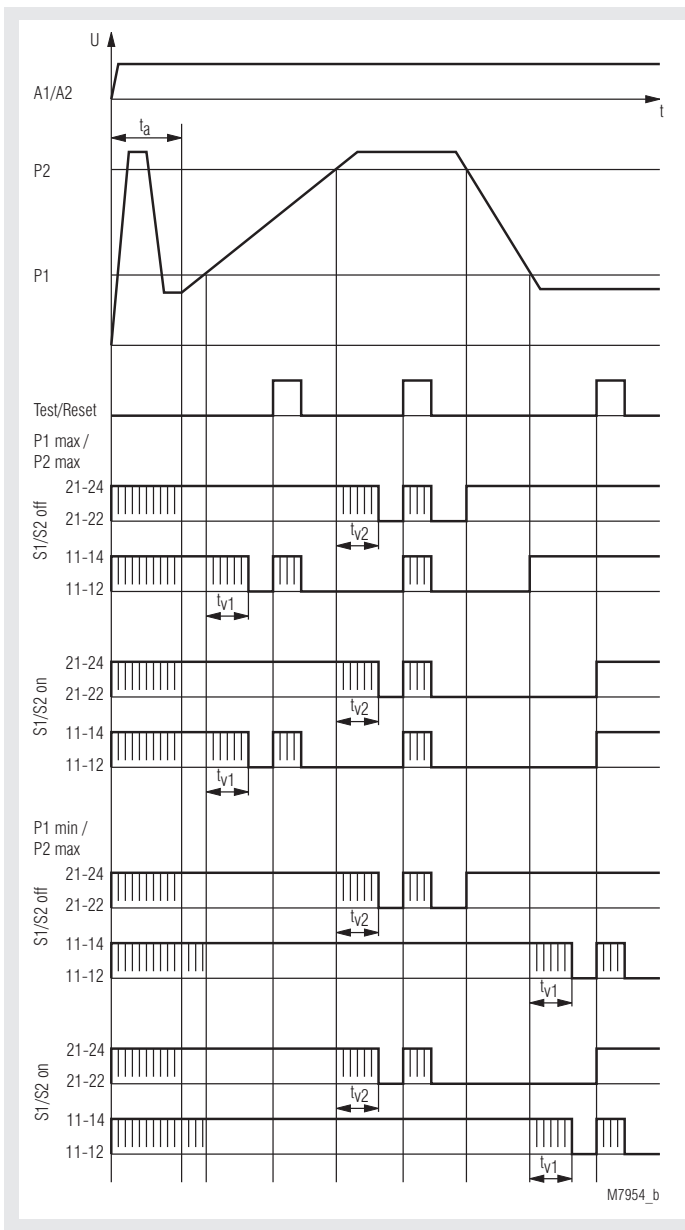 U
A1/A2
t
ta
P2
P1
Test/Reset
P1 max /
P2 max
S1/S2 off
21-24
21-22
tv2
11-14
11-12
tv1
S1/S2 on
21-24
21-22
tv2
11-14
11-12
tv1
P1 min /
P2 max
S1/S2 off
21-24
21-22
tv2
11-14
11-12
tv1
S1/S2 on
21-24
21-22
tv2
11-14
11-12
tv1
M7954_b